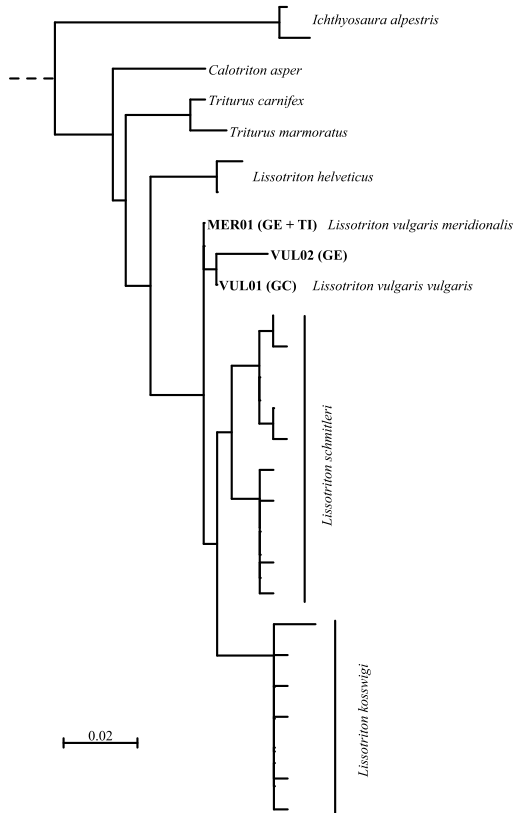 Ichthyosaura alpestris
Calotriton asper
Triturus carnifex
Triturus marmoratus
Lissotriton helveticus
MER01 (GE + TI) Lissotriton vulgaris meridionalis
VUL02 (GE)
VUL01 (GC) Lissotriton vulgaris vulgaris
Lissotriton schmitleri
Lissotriton kosswigi
0.02